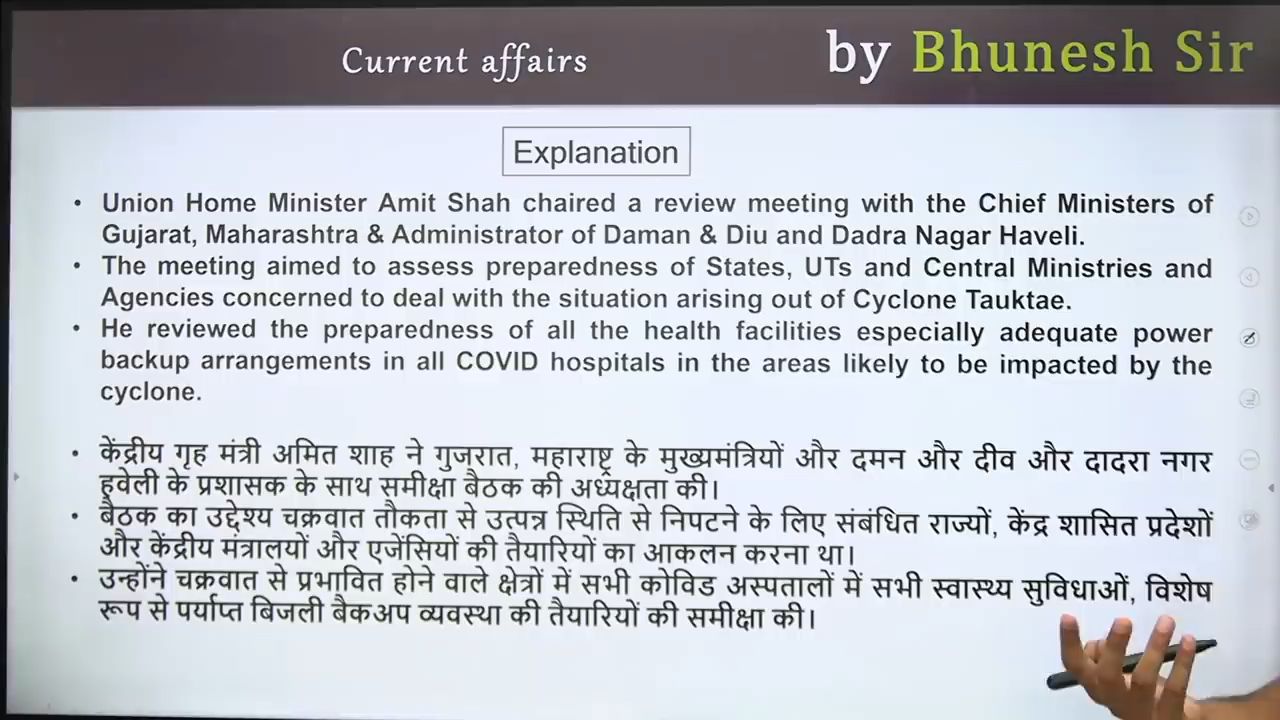 Current affairs
by Bhunesh Sir
Explanation
• Union Home Minister Amit Shah chaired a review meeting with the Chief Ministers of
Gujarat, Maharashtra & Administrator of Daman & Diu and Dadra Nagar Haveli.
• The meeting aimed to assess preparedness of States, UTs and Central Ministries and
Agencies concerned to deal with the situation arising out of Cyclone Tauktae.
• He reviewed the preparedness of all the health facilities especially adequate power
backup arrangements in all COVID hospitals in the areas likely to be impacted by the
cyclone.
• केंद्रीय गृह मंत्री अमित शाह ने गुजरात, महाराष्ट्र के मुख्यमंत्रियों और दमन और दीव और दादरा नगर
हवेली के प्रशासक के साथ समीक्षा बैठक की अध्यक्षता की।
• बैठक का उद्देश्य चक्रवात तौकता से उत्पन्न स्थिति से निपटने के लिए संबंधित राज्यों, केंद्र शासित प्रदेशों
और केंद्रीय मंत्रालयों और एजेंसियों की तैयारियों का आकलन करना था।
• उन्होंने चक्रवात से प्रभावित होने वाले क्षेत्रों में सभी कोविड अस्पतालों में सभी स्वास्थ्य सुविधाओं, विशेष
रूप से पर्याप्त बिजली बैकअप व्यवस्था की तैयारियों की समीक्षा की।